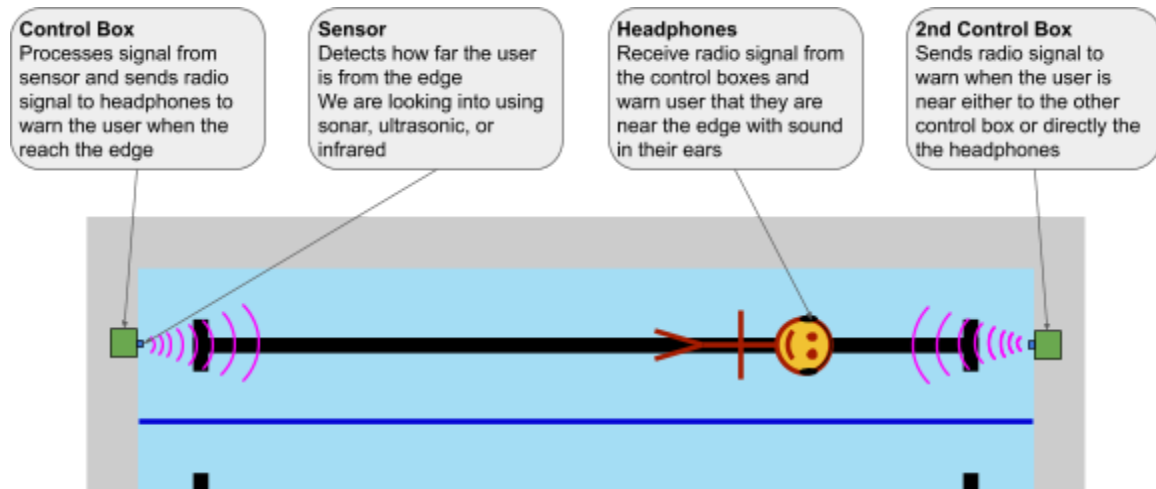 Control Box
Processes signal from
sensor and sends radio
signal to headphones to
warn the user when the
reach the edge
Sensor
Detects how far the user
is from the edge
We are looking into using
sonar, ultrasonic, or
infrared
Headphones
Receive radio signal from
the control boxes and
warn user that they are
near the edge with sound
in their ears
2nd Control Box
Sends radio signal to
warn when the user is
near either to the other
control box or directly the
the headphones